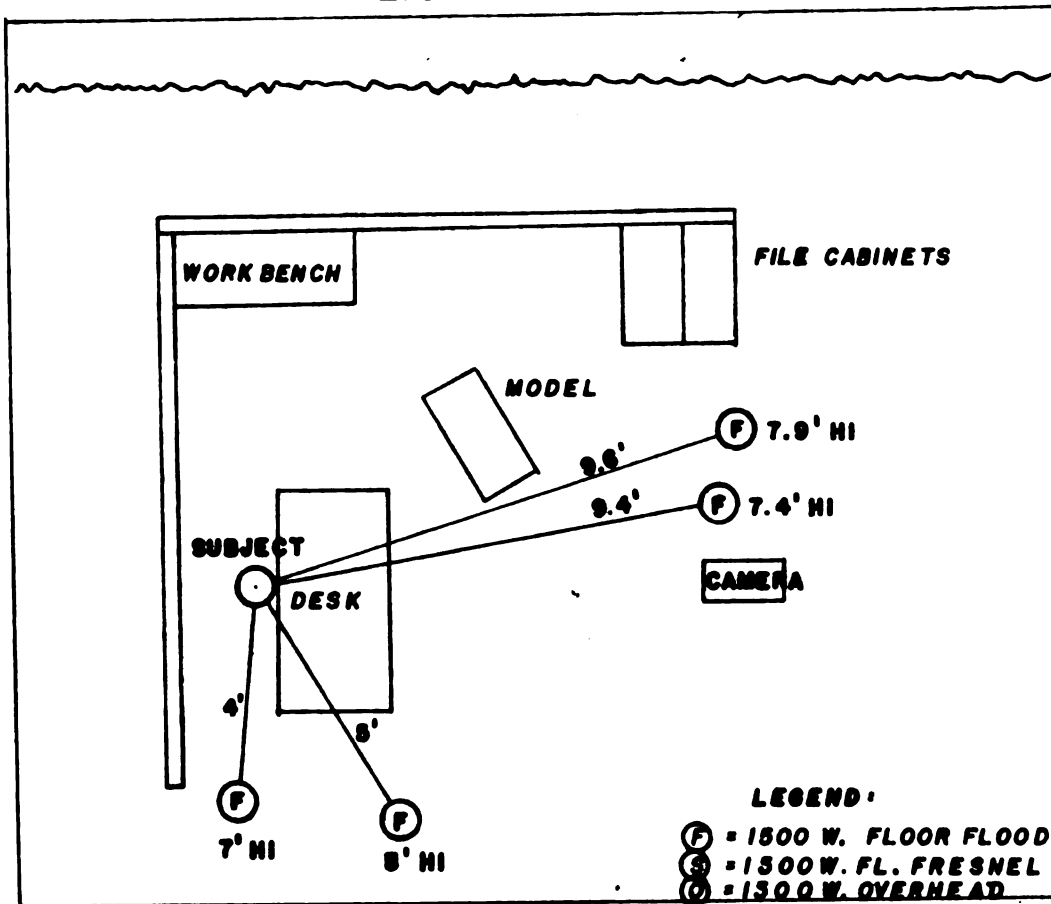 WORK BENCH
FILE CABINETS
MODEL
F 7.9' HI
9.6'
9.4'
F 7.4' HI
SUBJECT
DESK
CAMERA
4'
5'
F
F
7' HI
8' HI
LEGEND:
F = 1500 W. FLOOR FLOOD
S = 1500 W. FL. FRESNEL
O = 1500 W. OVERHEAD